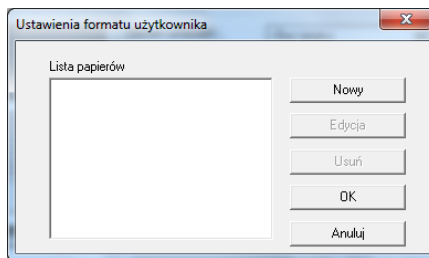 Ustawienia formatu użytkownika
Lista papierów
Nowy
Edycja
Usuń
OK
Anuluj